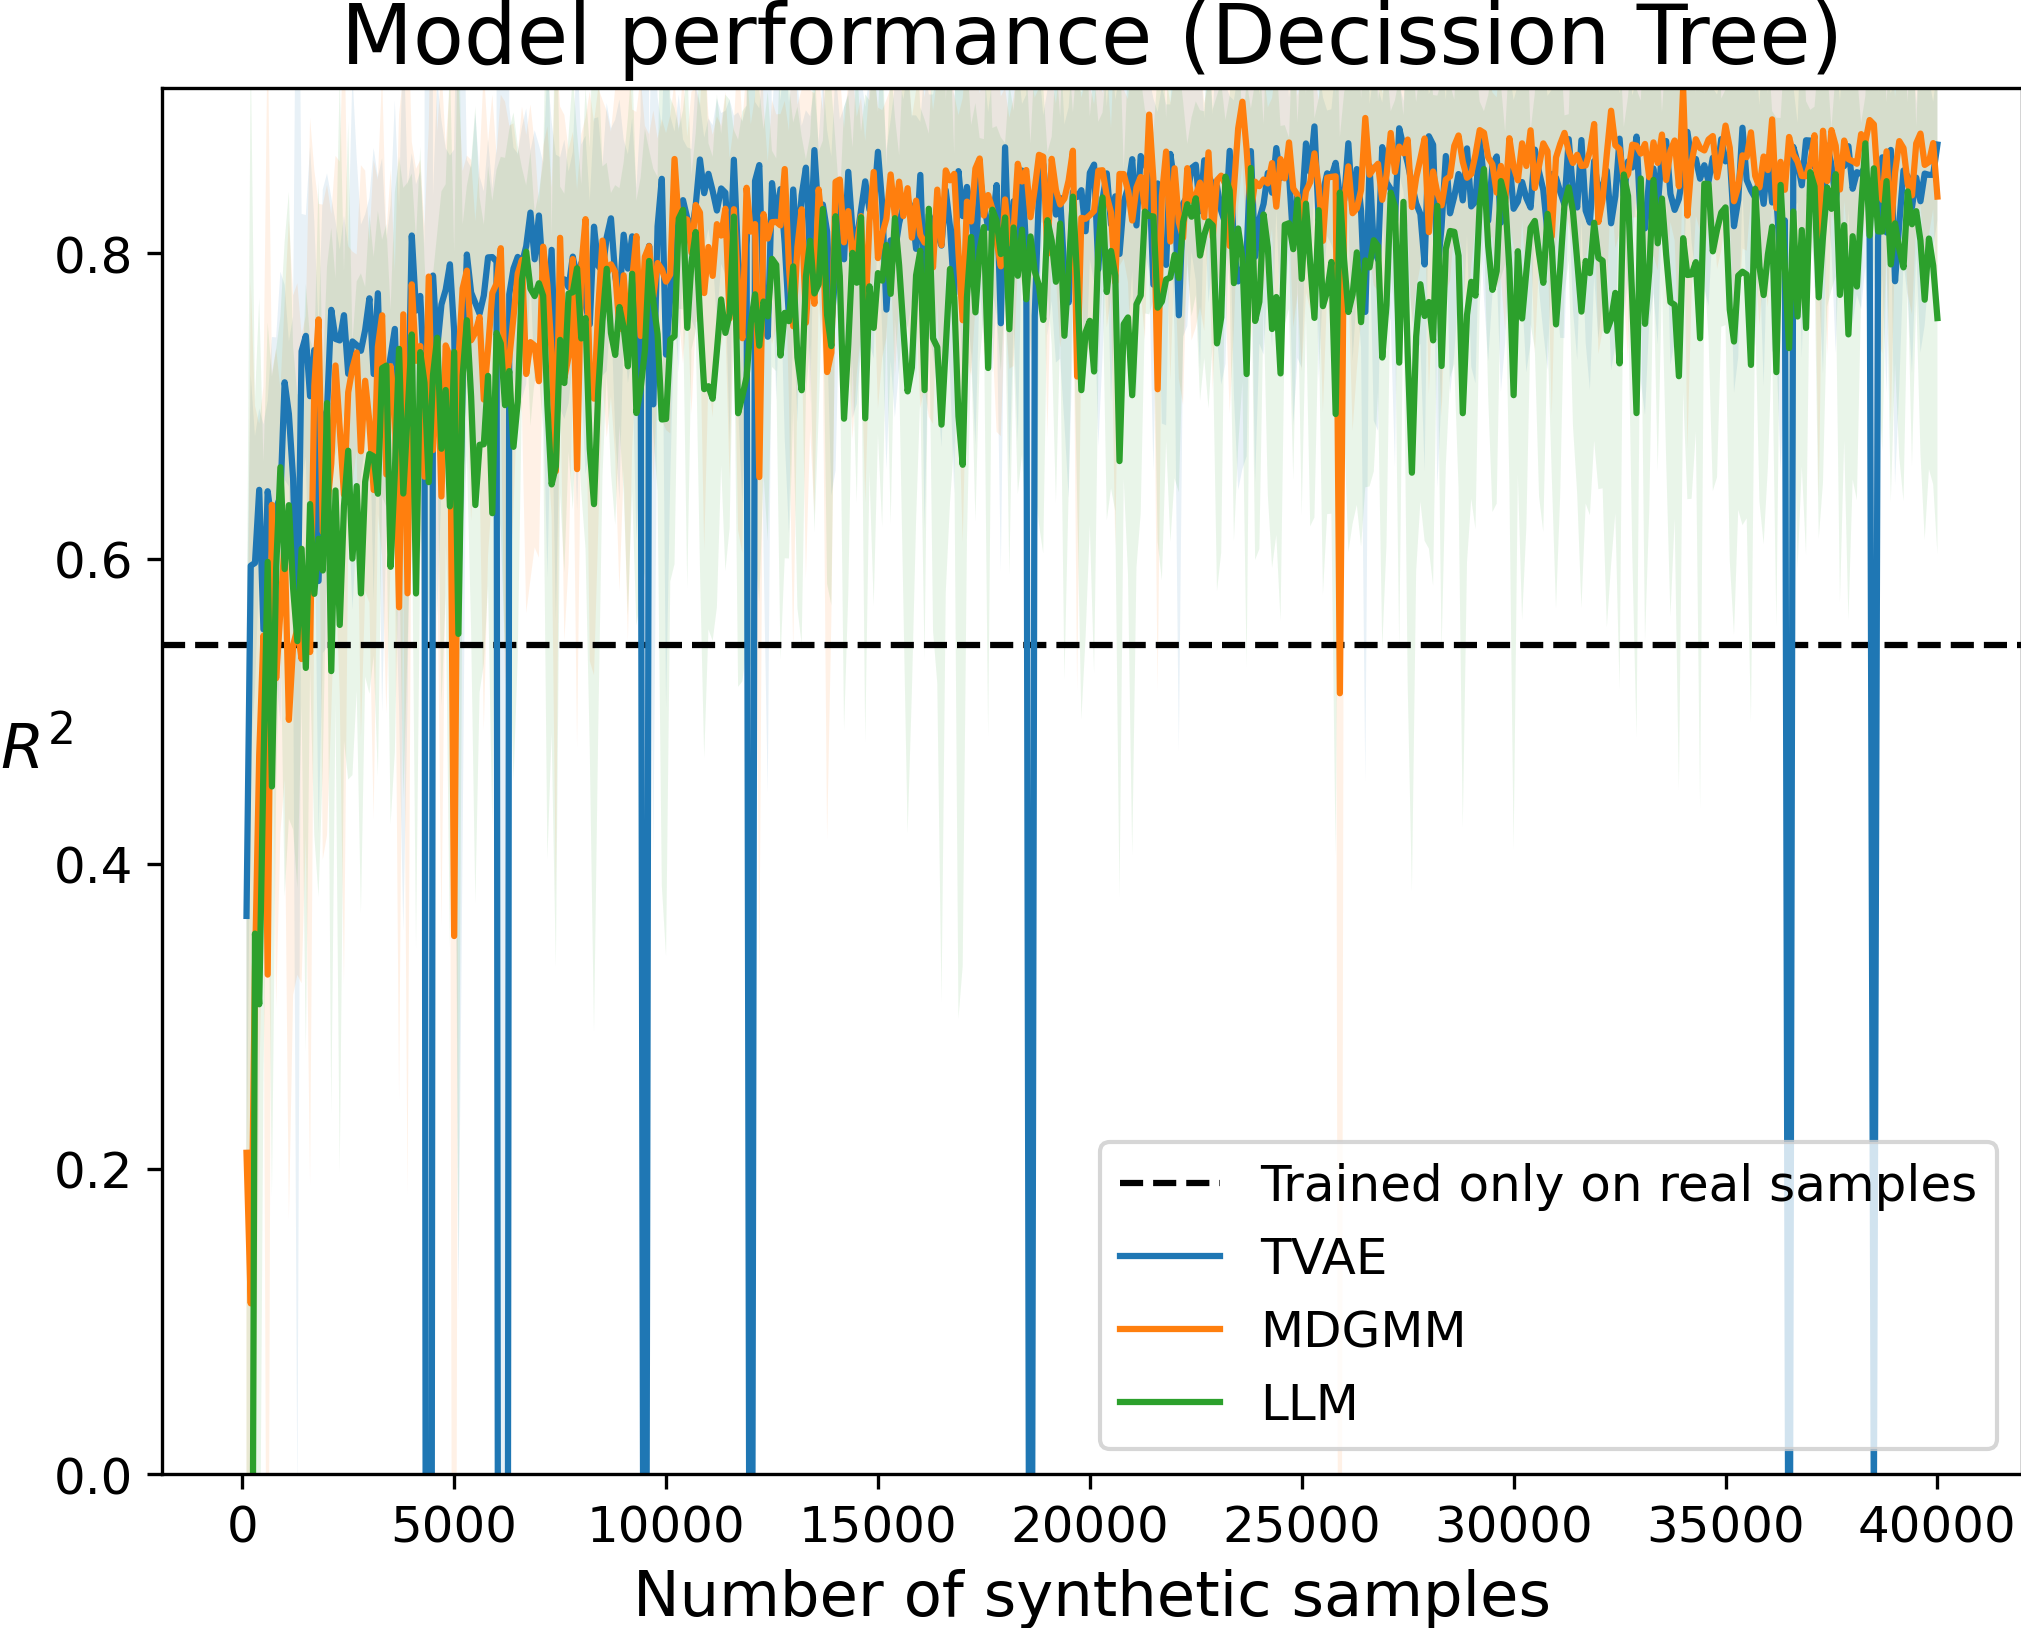 Model performance (Decission Tree)
0.8
0.6
R²
0.4
0.2
0.0
Trained only on real samples
TVAE
MDGMM
LLM
0 5000 10000 15000 20000 25000 30000 35000 40000
Number of synthetic samples